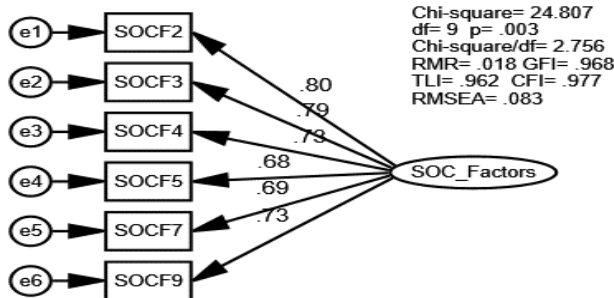 Chi-square= 24.807
df= 9 p= .003
Chi-square/df= 2.756
RMR= .018 GFI= .968
TLI= .962 CFI= .977
RMSEA= .083
e1 SOCF2
e2 SOCF3
e3 SOCF4
e4 SOCF5
e5 SOCF7
e6 SOCF9
.80
.79
.73
.68
.69
.73
SOC_Factors